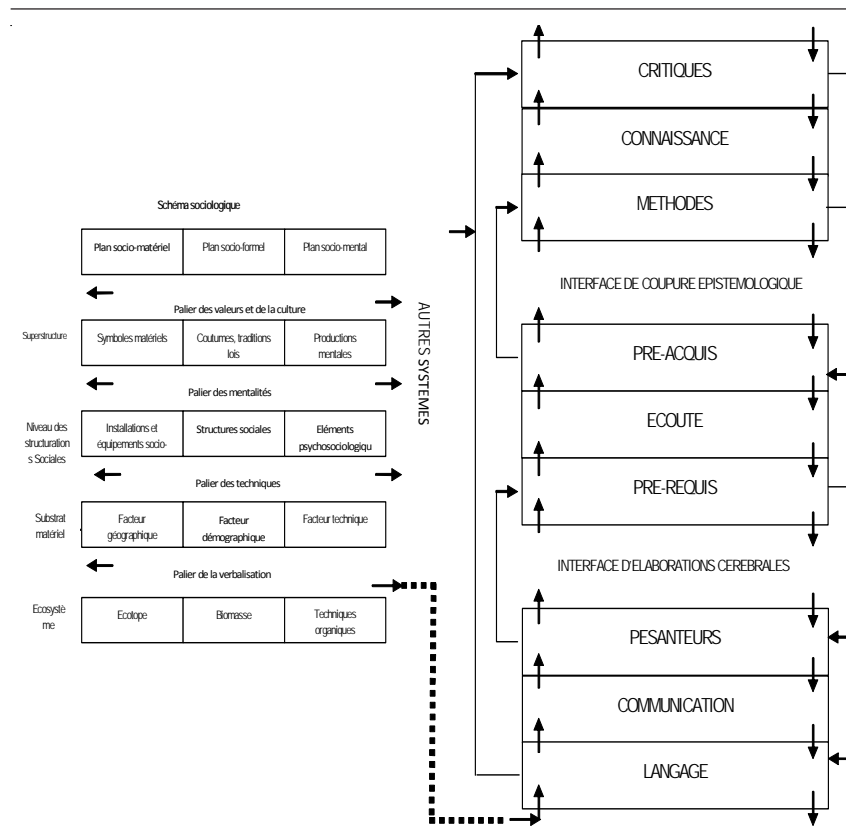 Schéma sociologique
Plan socio-matériel
Plan socio-formel
Plan socio-mental
Palier des valeurs et de la culture
Superstructure
Symboles matériels
Coutumes, traditions
lois
Productions
mentales
Palier des mentalités
Niveau des
structuration
s Sociales
Installations et
équipements socio-
Structures sociales
Eléments
psychosociologiqu
Palier des techniques
Substrat
matériel
Facteur
géographique
Facteur
démographique
Facteur technique
Palier de la verbalisation
Ecosystè
me
Ecotope
Biomasse
Techniques
organiques
AUTRES SYSTEMES
CRITIQUES
CONNAISSANCE
METHODES
INTERFACE DE COUPURE EPISTEMOLOGIQUE
PRE-ACQUIS
ECOUTE
PRE-REQUIS
INTERFACE D'ELABORATIONS CEREBRALES
PESANTEURS
COMMUNICATION
LANGAGE